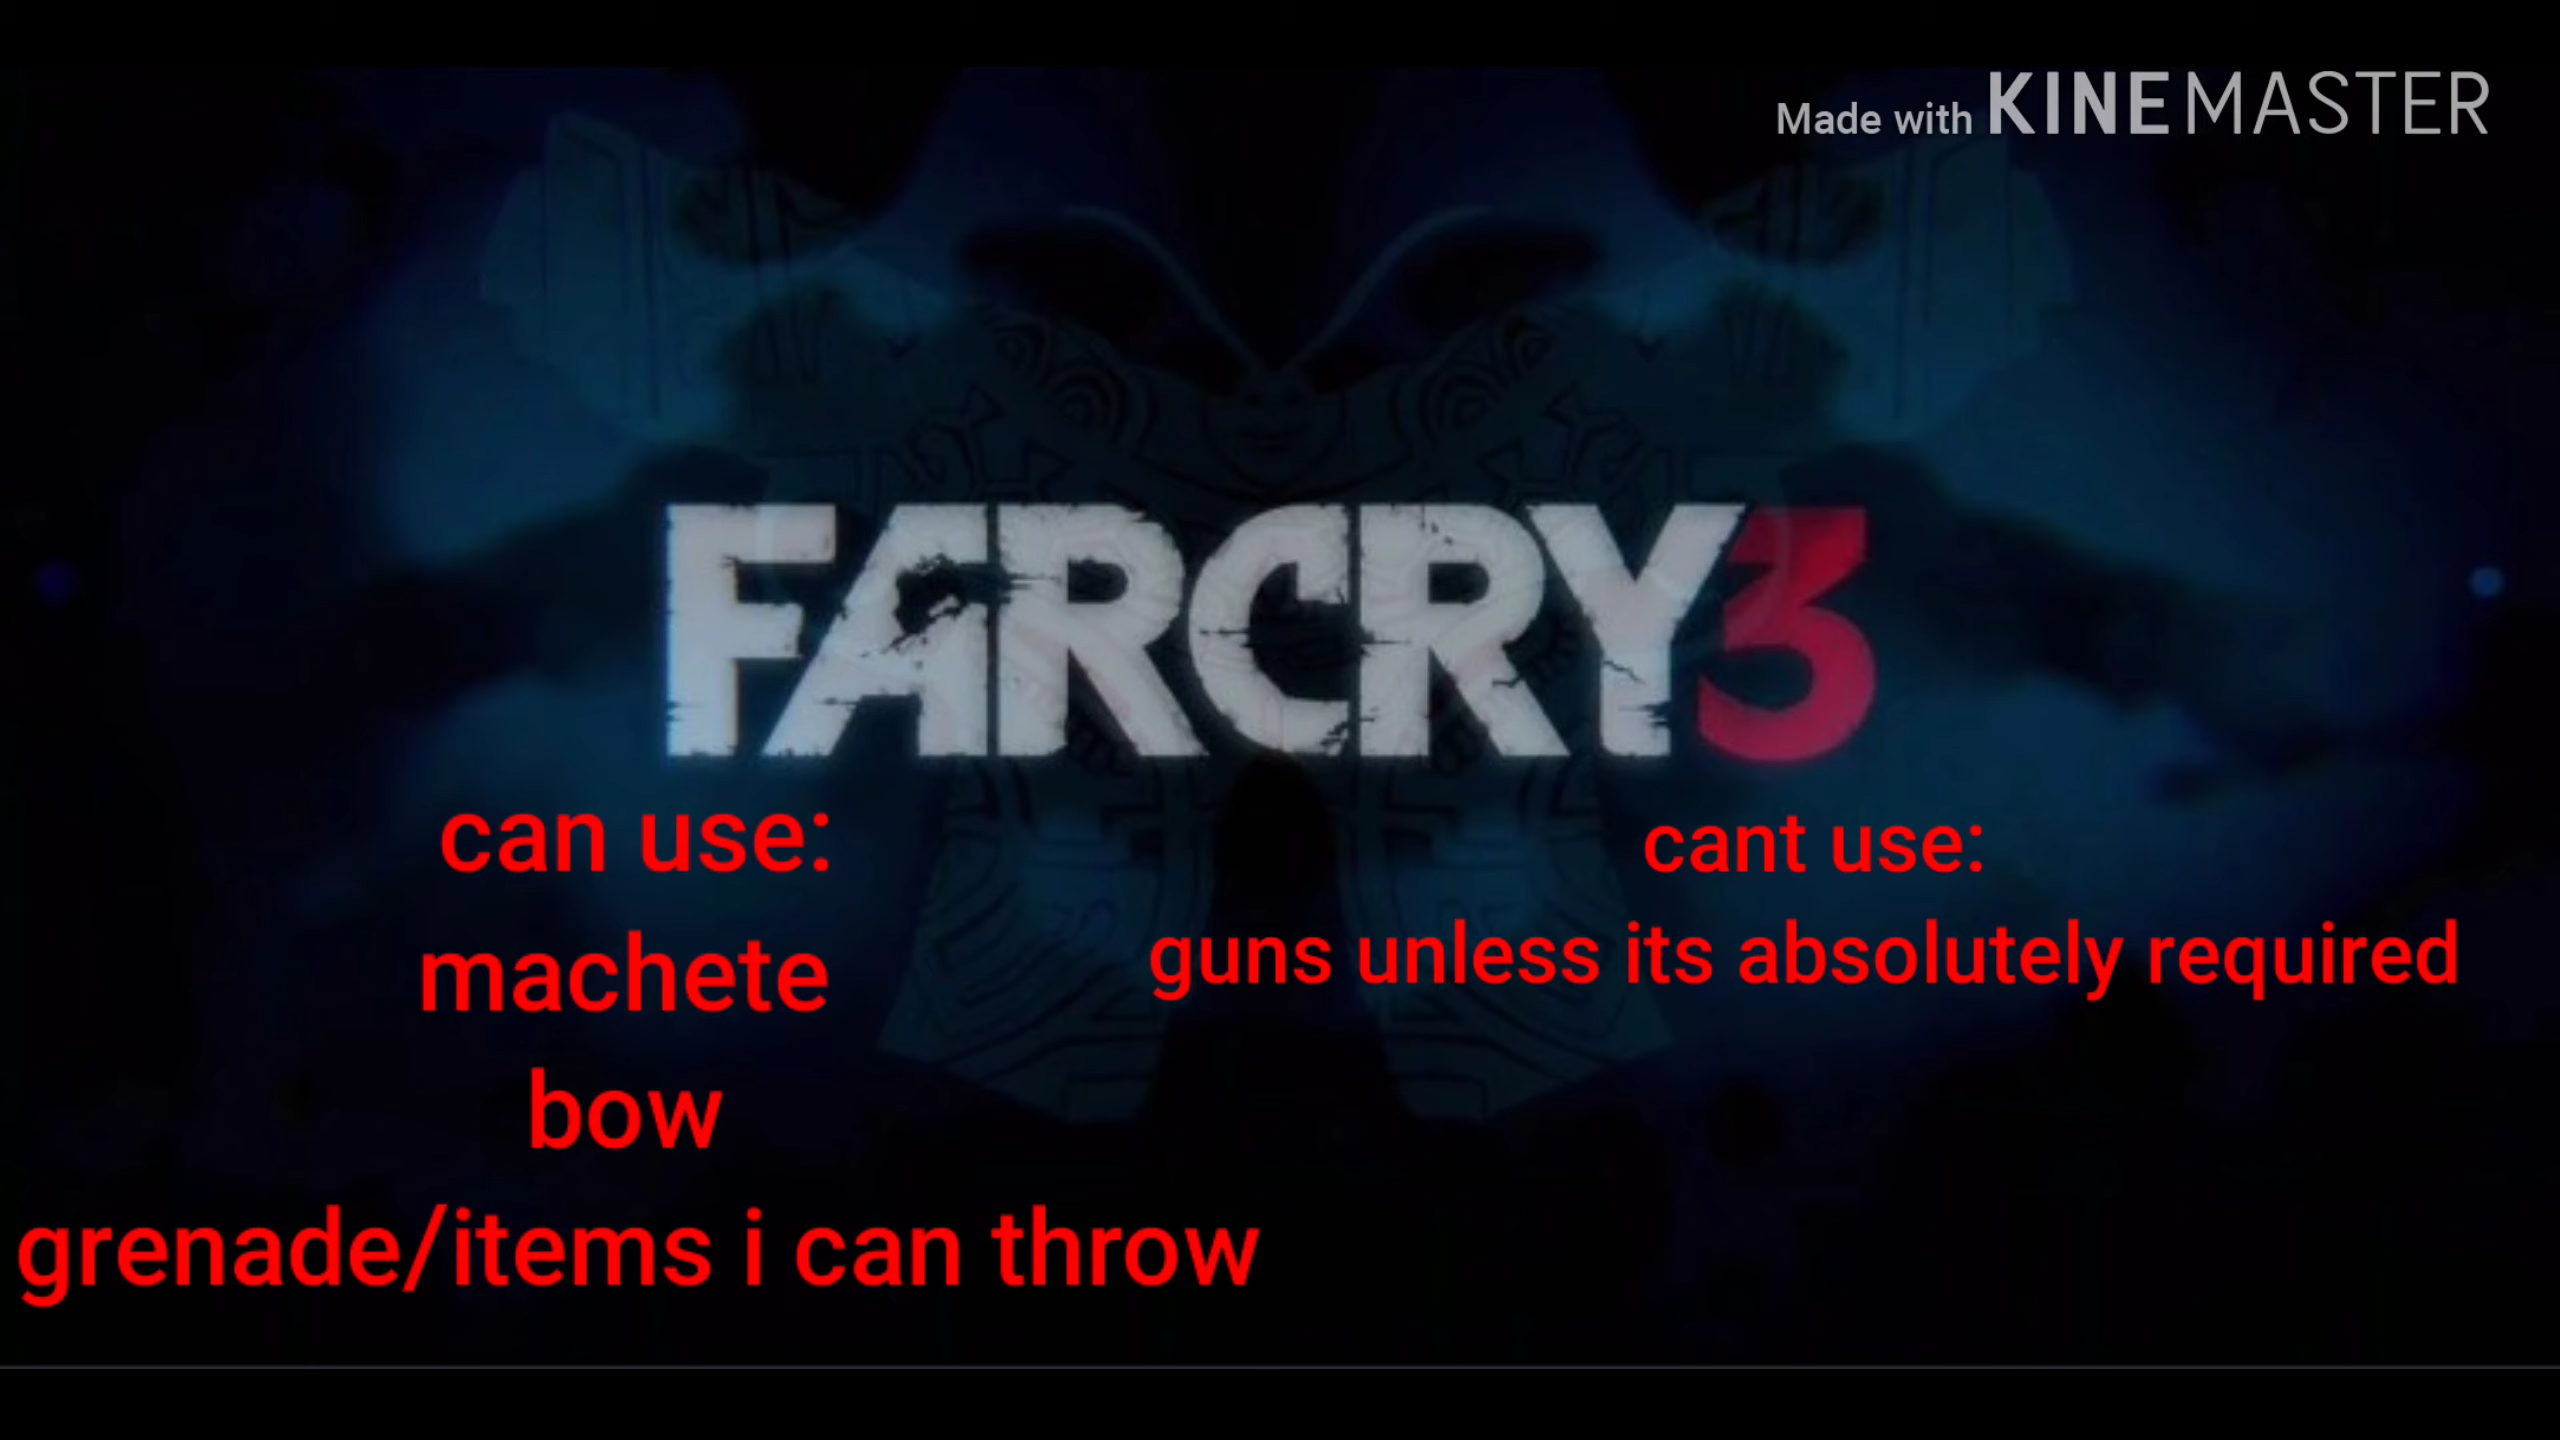 Made with KINEMASTER
FARCRY3
can use:
machete
bow
grenade/items i can throw
cant use:
guns unless its absolutely required